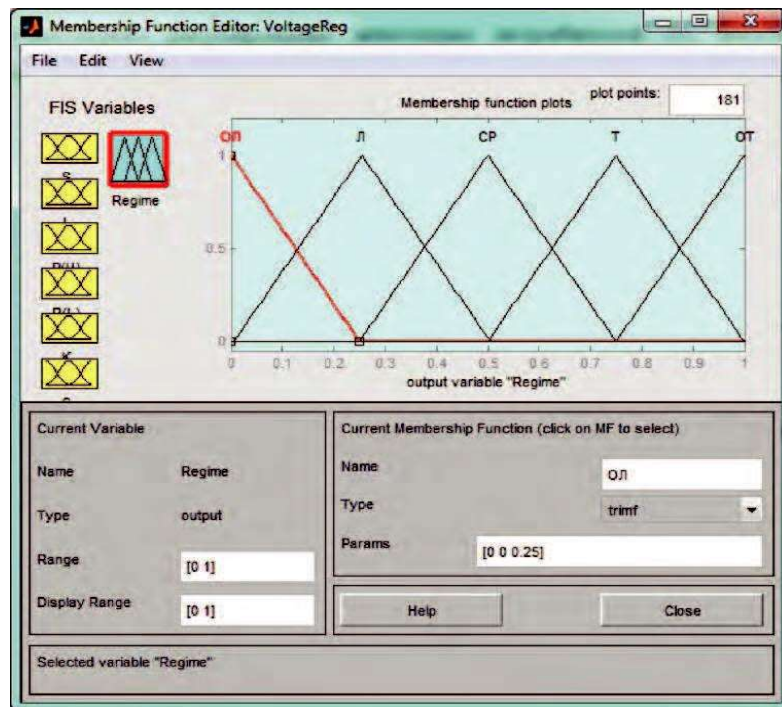 Membership Function Editor: VoltageReg
File Edit View
FIS Variables
Membership function plots
plot points:
181
ОЛ Л СР Т ОТ
Regime
1
0.5
0
0 0.1 0.2 0.3 0.4 0.5 0.6 0.7 0.8 0.9 1
output variable "Regime"
Current Variable
Name Regime
Type output
Range [0 1]
Display Range [0 1]
Current Membership Function (click on MF to select)
Name ОЛ
Type trimf
Params [0 0 0.25]
Help Close
Selected variable "Regime"